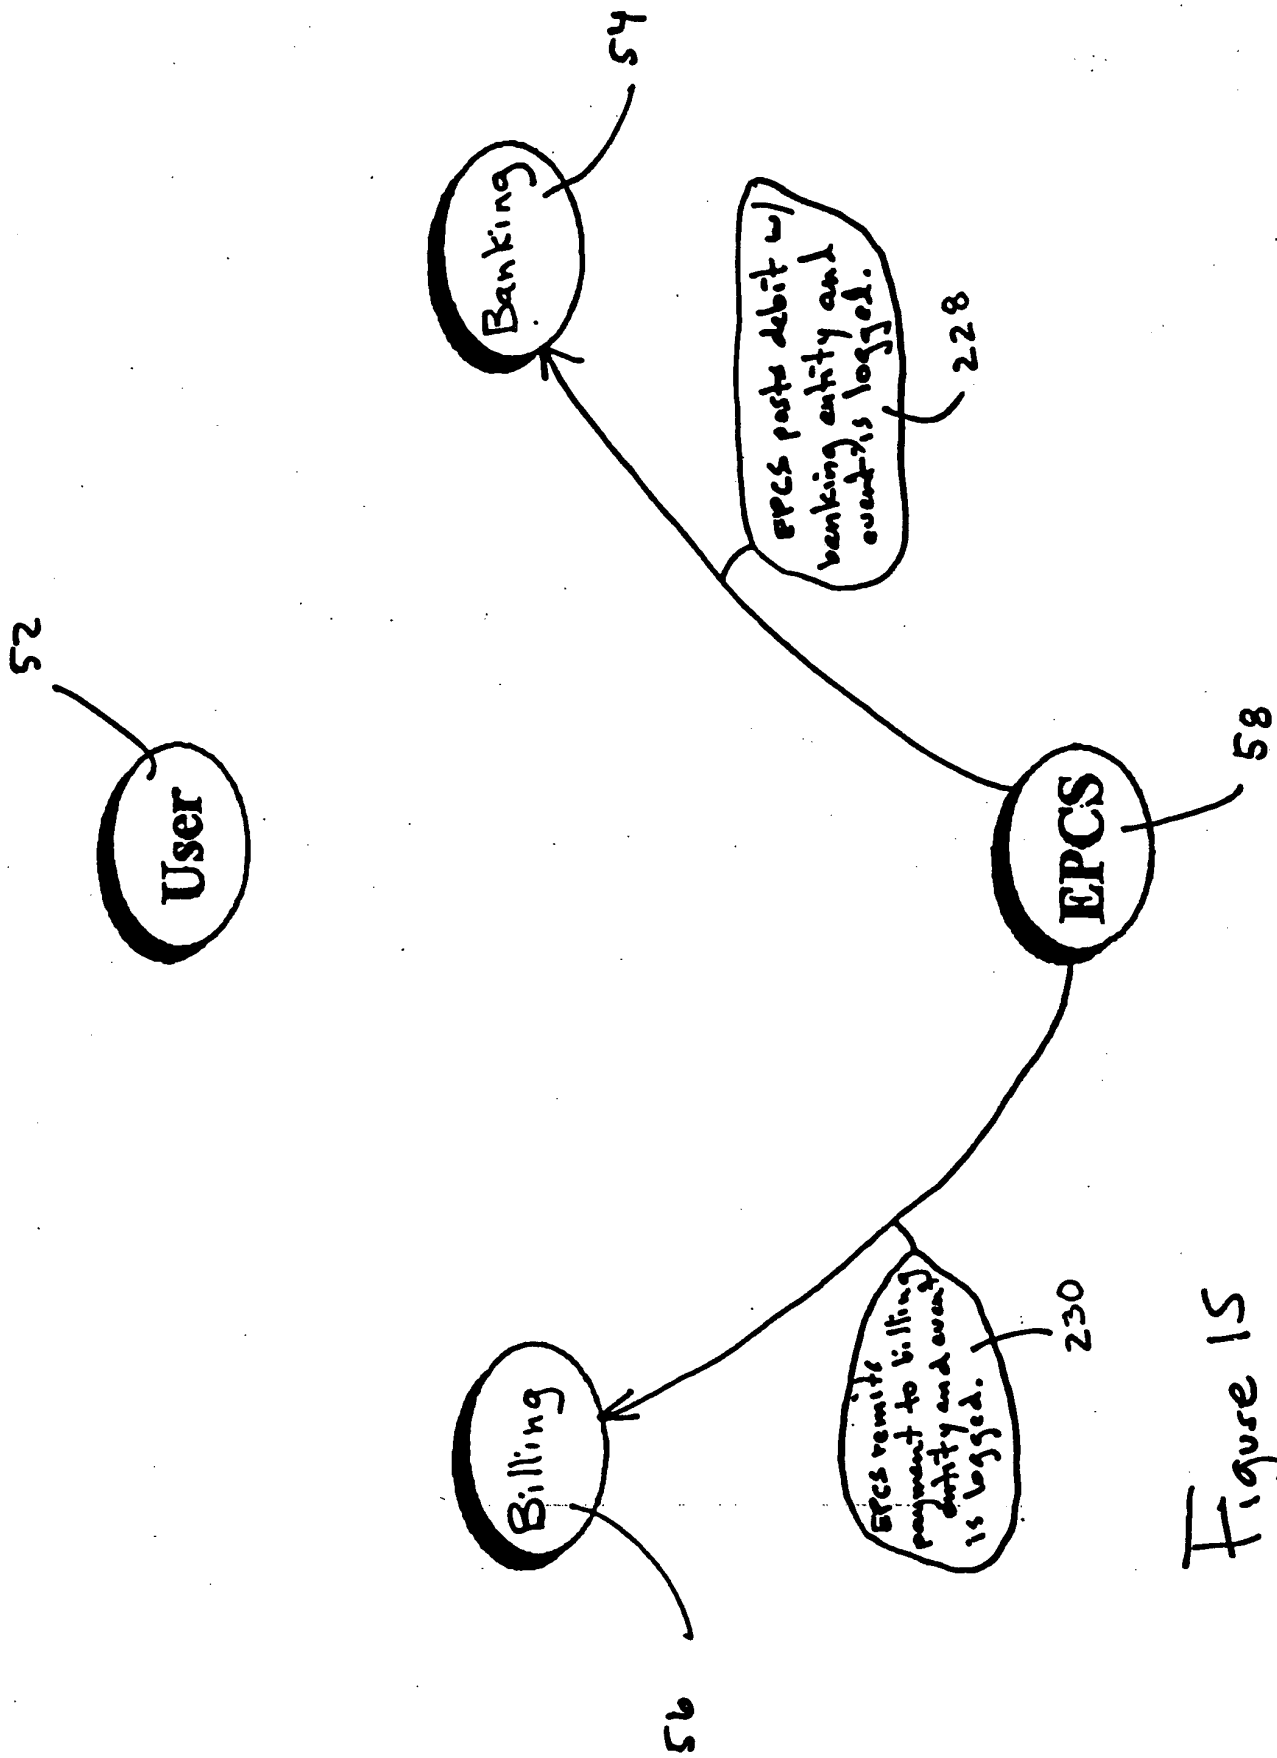 52
User
54
Banking
Billing
56
EPCS posts debit w/
banking entity and
event is logged.
228
EPCS remits
payment to billing
entity and event
is logged.
230
EPCS
58
Figure 15